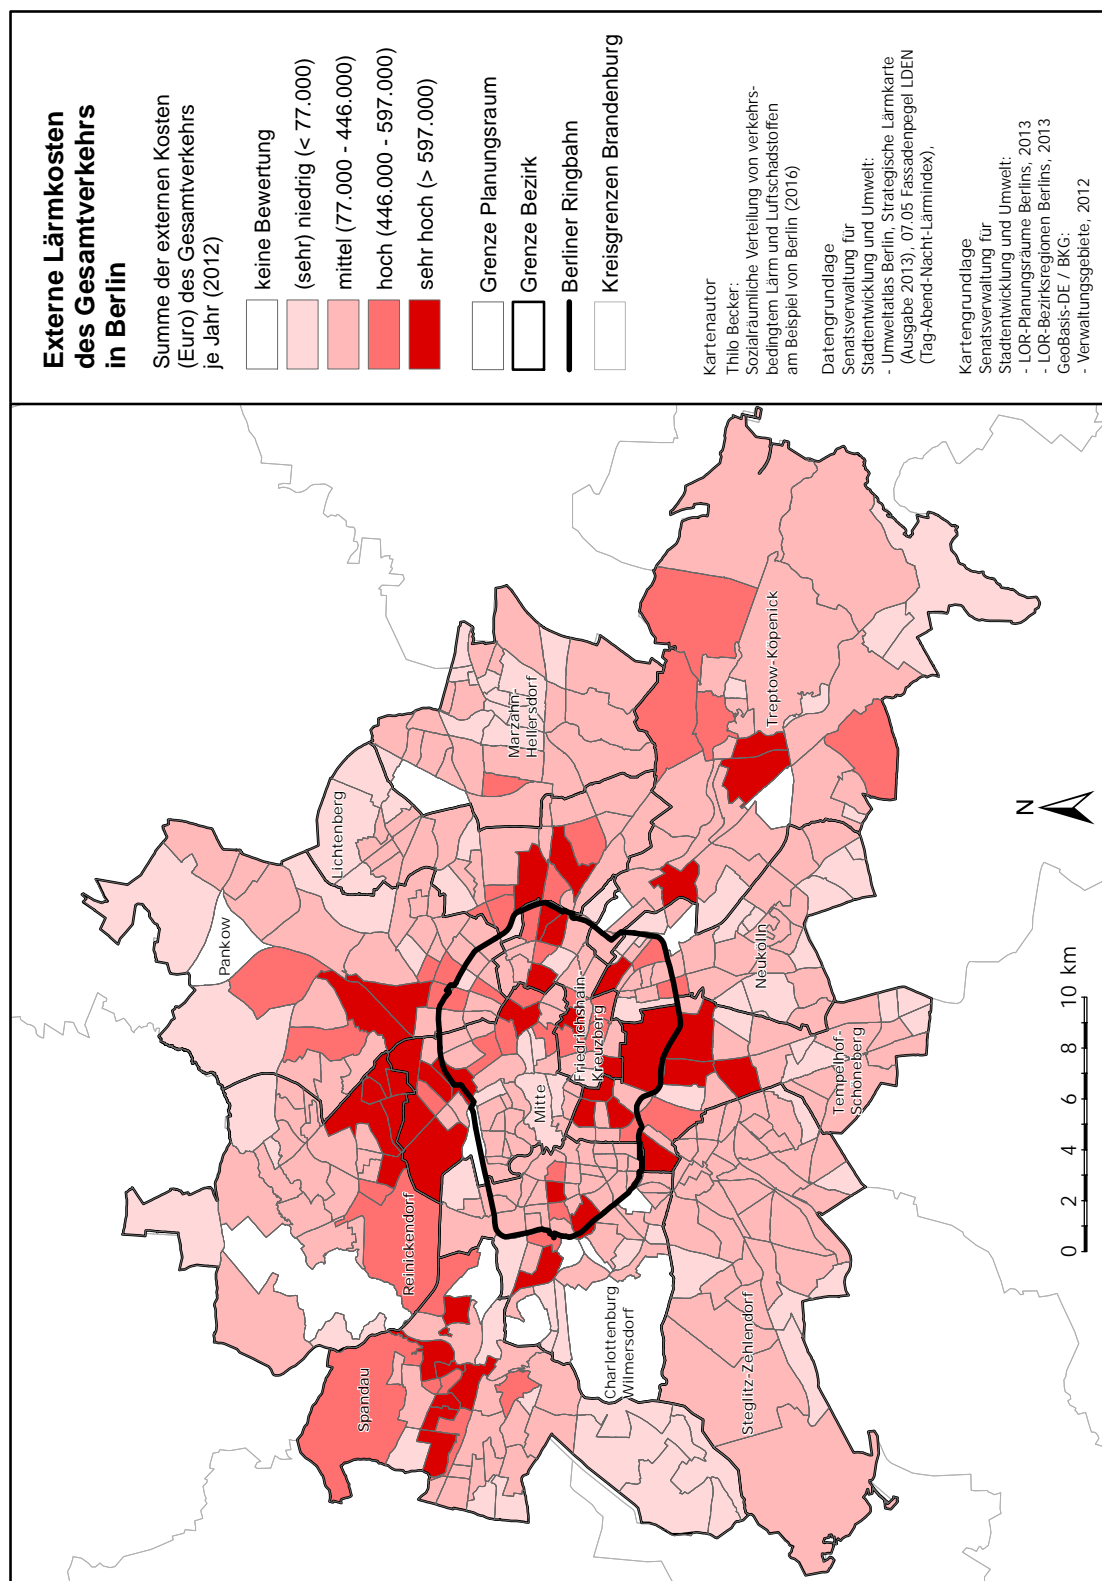 Externe Lärmkosten
des Gesamtverkehrs
in Berlin
Summe der externen Kosten
(Euro) des Gesamtverkehrs
je Jahr (2012)
keine Bewertung
(sehr) niedrig (< 77.000)
mittel (77.000 - 446.000)
hoch (446.000 - 597.000)
sehr hoch (> 597.000)
Grenze Planungsraum
Grenze Bezirk
Berliner Ringbahn
Kreisgrenzen Brandenburg
Kartenautor
Thilo Becker:
Sozialräumliche Verteilung von verkehrs-
bedingtem Lärm und Luftschadstoffen
am Beispiel von Berlin (2016)
Datengrundlage
Senatsverwaltung für
Stadtentwicklung und Umwelt:
- Umweltatlas Berlin, Strategische Lärmkarte
(Ausgabe 2013), 07.05 Fassadenpegel LDEN
(Tag-Abend-Nacht-Lärmindex),
Kartengrundlage
Senatsverwaltung für
Stadtentwicklung und Umwelt:
- LOR-Planungsräume Berlins, 2013
- LOR-Bezirksregionen Berlins, 2013
GeoBasis-DE / BKG:
- Verwaltungsgebiete, 2012
Pankow
Lichtenberg
Reinickendorf
Spandau
Marzahn-
Hellersdorf
Mitte
Friedrichshain-
Kreuzberg
Charlottenburg
Wilmersdorf
Treptow-Köpenick
Neukölln
Steglitz-Zehlendorf
Tempelhof-
Schöneberg
N
0 2 4 6 8 10 km